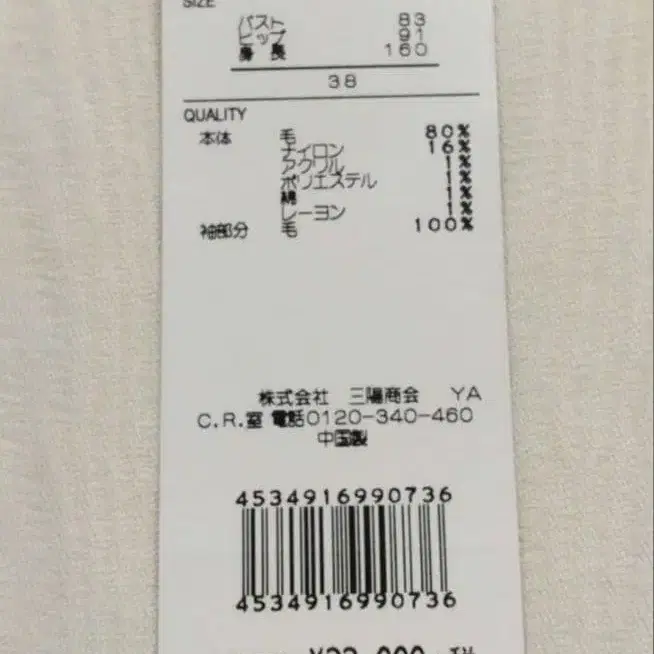 SIZE
バスト 83
ヒップ 91
身長 160
38
QUALITY
本体 毛 80%
ナイロン 16%
アクリル 1%
ポリエステル 1%
綿 1%
レーヨン 1%
袖部分 毛 100%
株式会社 三陽商会 YA
C.R.室 電話0120-340-460
中国製
4534916990736
4534916990736